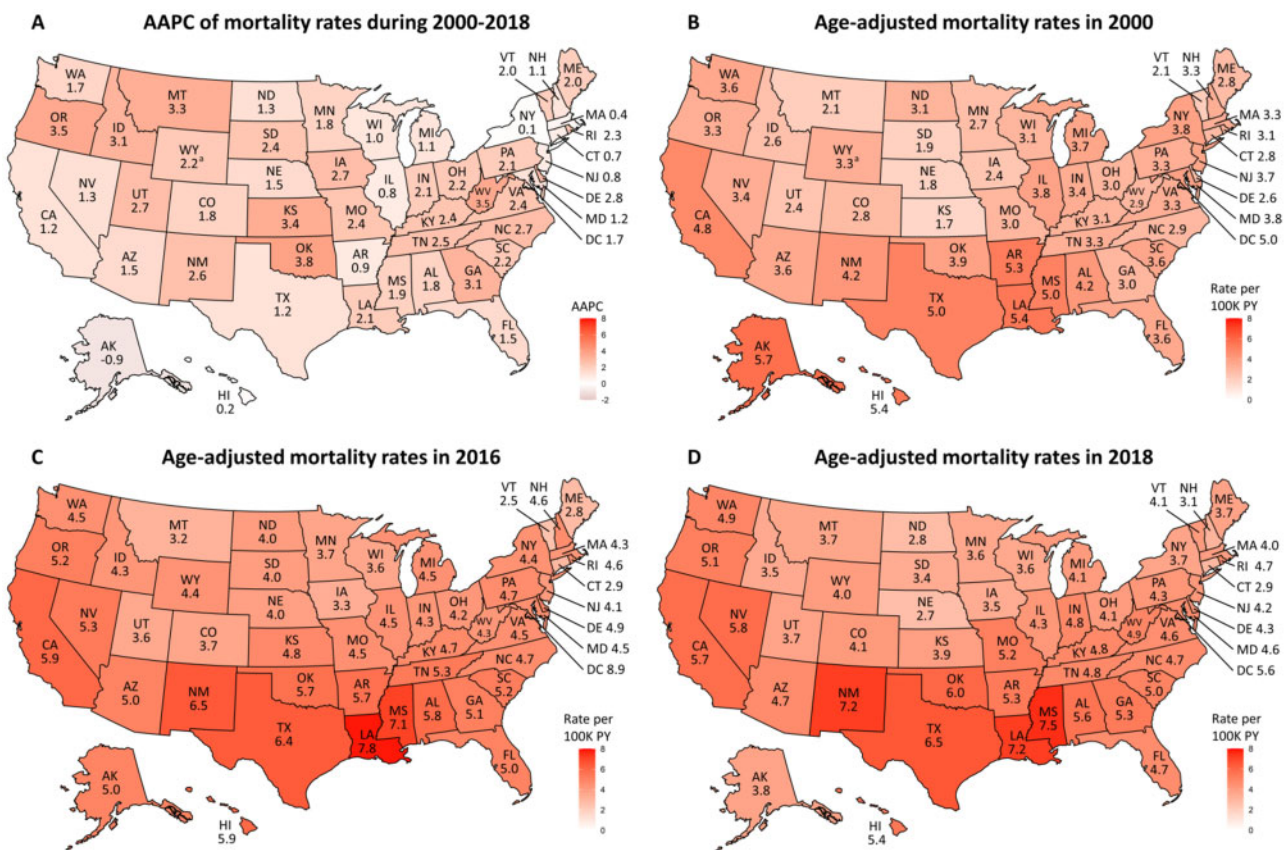 A AAPC of mortality rates during 2000-2018
WA
1.7
OR
3.5
ID
3.1
MT
3.3
ND
1.3
MN
1.8
SD
2.4
WY
2.2ª
WI
1.0
MI
1.1
VT
2.0
NH
1.1
ME
2.0
NY
0.1
MA 0.4
RI 2.3
CT 0.7
NJ 0.8
DE 2.8
MD 1.2
DC 1.7
PA
2.1
IA
2.7
NE
1.5
IL
0.8
IN
2.1
OH
2.2
WV
3.5
VA
2.4
NV
1.3
UT
2.7
CO
1.8
KS
3.4
MO
2.4
KY 2.4
NC 2.7
TN 2.5
SC
2.2
CA
1.2
AZ
1.5
NM
2.6
OK
3.8
AR
0.9
MS
1.9
AL
1.8
GA
3.1
TX
1.2
LA
2.1
FL
1.5
AK
-0.9
HI
0.2
AAPC
8
6
4
2
0
-2
B Age-adjusted mortality rates in 2000
WA
3.6
OR
3.3
ID
2.6
MT
2.1
ND
3.1
MN
2.7
SD
1.9
WY
3.3ª
WI
3.1
MI
3.7
VT
2.1
NH
3.3
ME
2.8
NY
3.8
MA 3.3
RI 3.1
CT 2.8
NJ 3.7
DE 2.6
MD 3.8
DC 5.0
PA
3.3
IA
2.4
NE
1.8
IL
3.8
IN
3.4
OH
3.0
WV
2.9
VA
3.3
NV
3.4
UT
2.4
CO
2.8
KS
1.7
MO
3.0
KY 3.1
NC 2.9
TN 3.3
SC
3.6
CA
4.8
AZ
3.6
NM
4.2
OK
3.9
AR
5.3
MS
5.0
AL
4.2
GA
3.0
TX
5.0
LA
5.4
FL
3.6
AK
5.7
HI
5.4
Rate per
100K PY
8
6
4
2
0
C Age-adjusted mortality rates in 2016
WA
4.5
OR
5.2
ID
4.3
MT
3.2
ND
4.0
MN
3.7
SD
4.0
WY
4.4
WI
3.6
MI
4.5
VT
2.5
NH
4.6
ME
2.8
NY
4.4
MA 4.3
RI 4.6
CT 2.9
NJ 4.1
DE 4.9
MD 4.5
DC 8.9
PA
4.7
IA
3.3
NE
4.0
IL
4.5
IN
4.3
OH
4.2
WV
4.3
VA
4.5
NV
5.3
UT
3.6
CO
3.7
KS
4.8
MO
4.5
KY 4.7
NC 4.7
TN 5.3
SC
5.2
CA
5.9
AZ
5.0
NM
6.5
OK
5.7
AR
5.7
MS
7.1
AL
5.8
GA
5.1
TX
6.4
LA
7.8
FL
5.0
AK
5.0
HI
5.9
Rate per
100K PY
8
6
4
2
0
D Age-adjusted mortality rates in 2018
WA
4.9
OR
5.1
ID
3.5
MT
3.7
ND
2.8
MN
3.6
SD
3.4
WY
4.0
WI
3.6
MI
4.1
VT
4.1
NH
3.1
ME
3.7
NY
3.7
MA 4.0
RI 4.7
CT 2.9
NJ 4.2
DE 4.3
MD 4.6
DC 5.6
PA
4.3
IA
3.5
NE
2.7
IL
4.3
IN
4.8
OH
4.1
WV
4.9
VA
4.6
NV
5.8
UT
3.7
CO
4.1
KS
3.9
MO
5.2
KY 4.8
NC 4.7
TN 4.8
SC
5.0
CA
5.7
AZ
4.7
NM
7.2
OK
6.0
AR
5.3
MS
7.5
AL
5.6
GA
5.3
TX
6.5
LA
7.2
FL
4.7
AK
3.8
HI
5.4
Rate per
100K PY
8
6
4
2
0